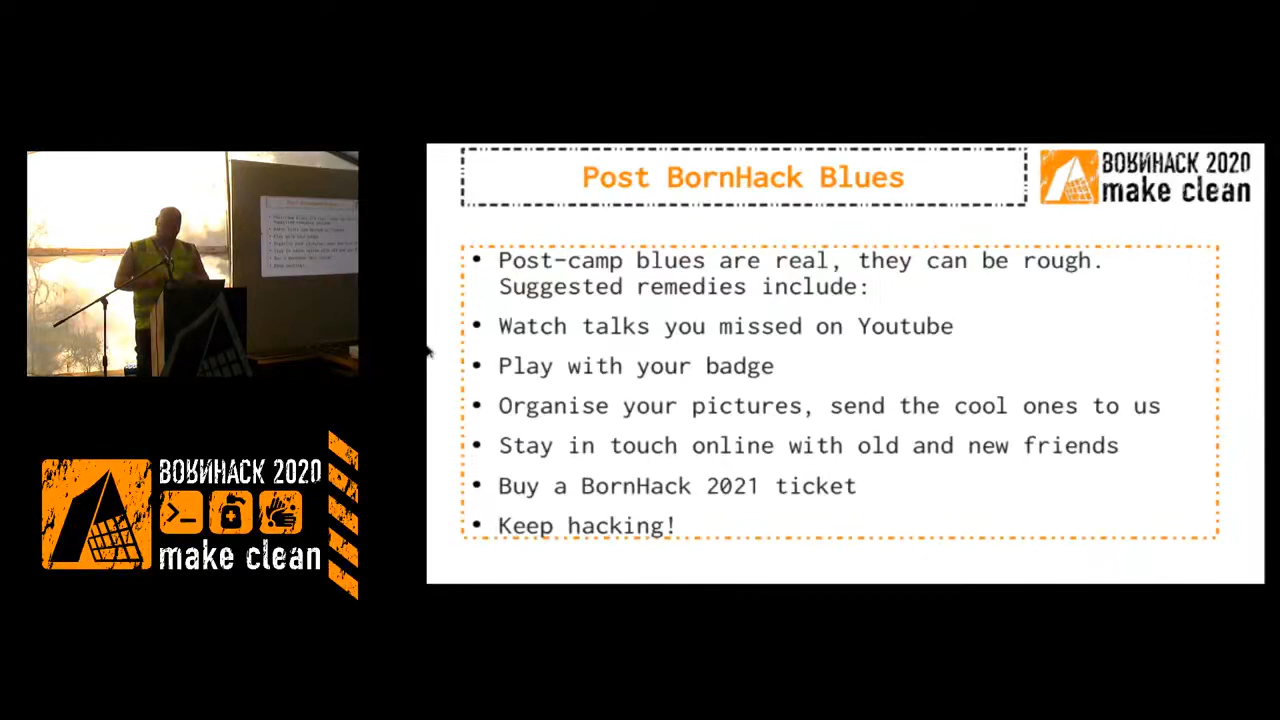 Post BornHack Blues
BORNHACK 2020
make clean
• Post-camp blues are real, they can be rough.
Suggested remedies include:
• Watch talks you missed on Youtube
• Play with your badge
• Organise your pictures, send the cool ones to us
• Stay in touch online with old and new friends
• Buy a BornHack 2021 ticket
• Keep hacking!
BORNHACK 2020
>_
make clean